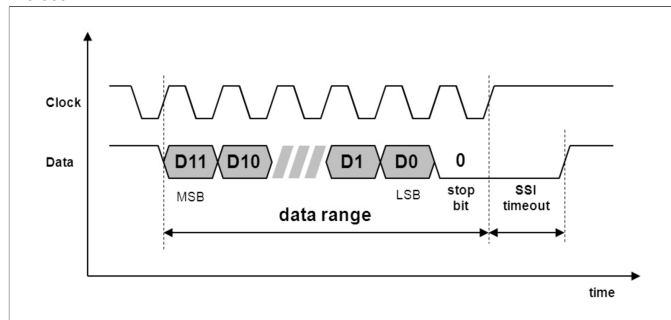 Clock
Data
D11 D10 D1 D0 0
MSB LSB stop bit SSI timeout
data range
time